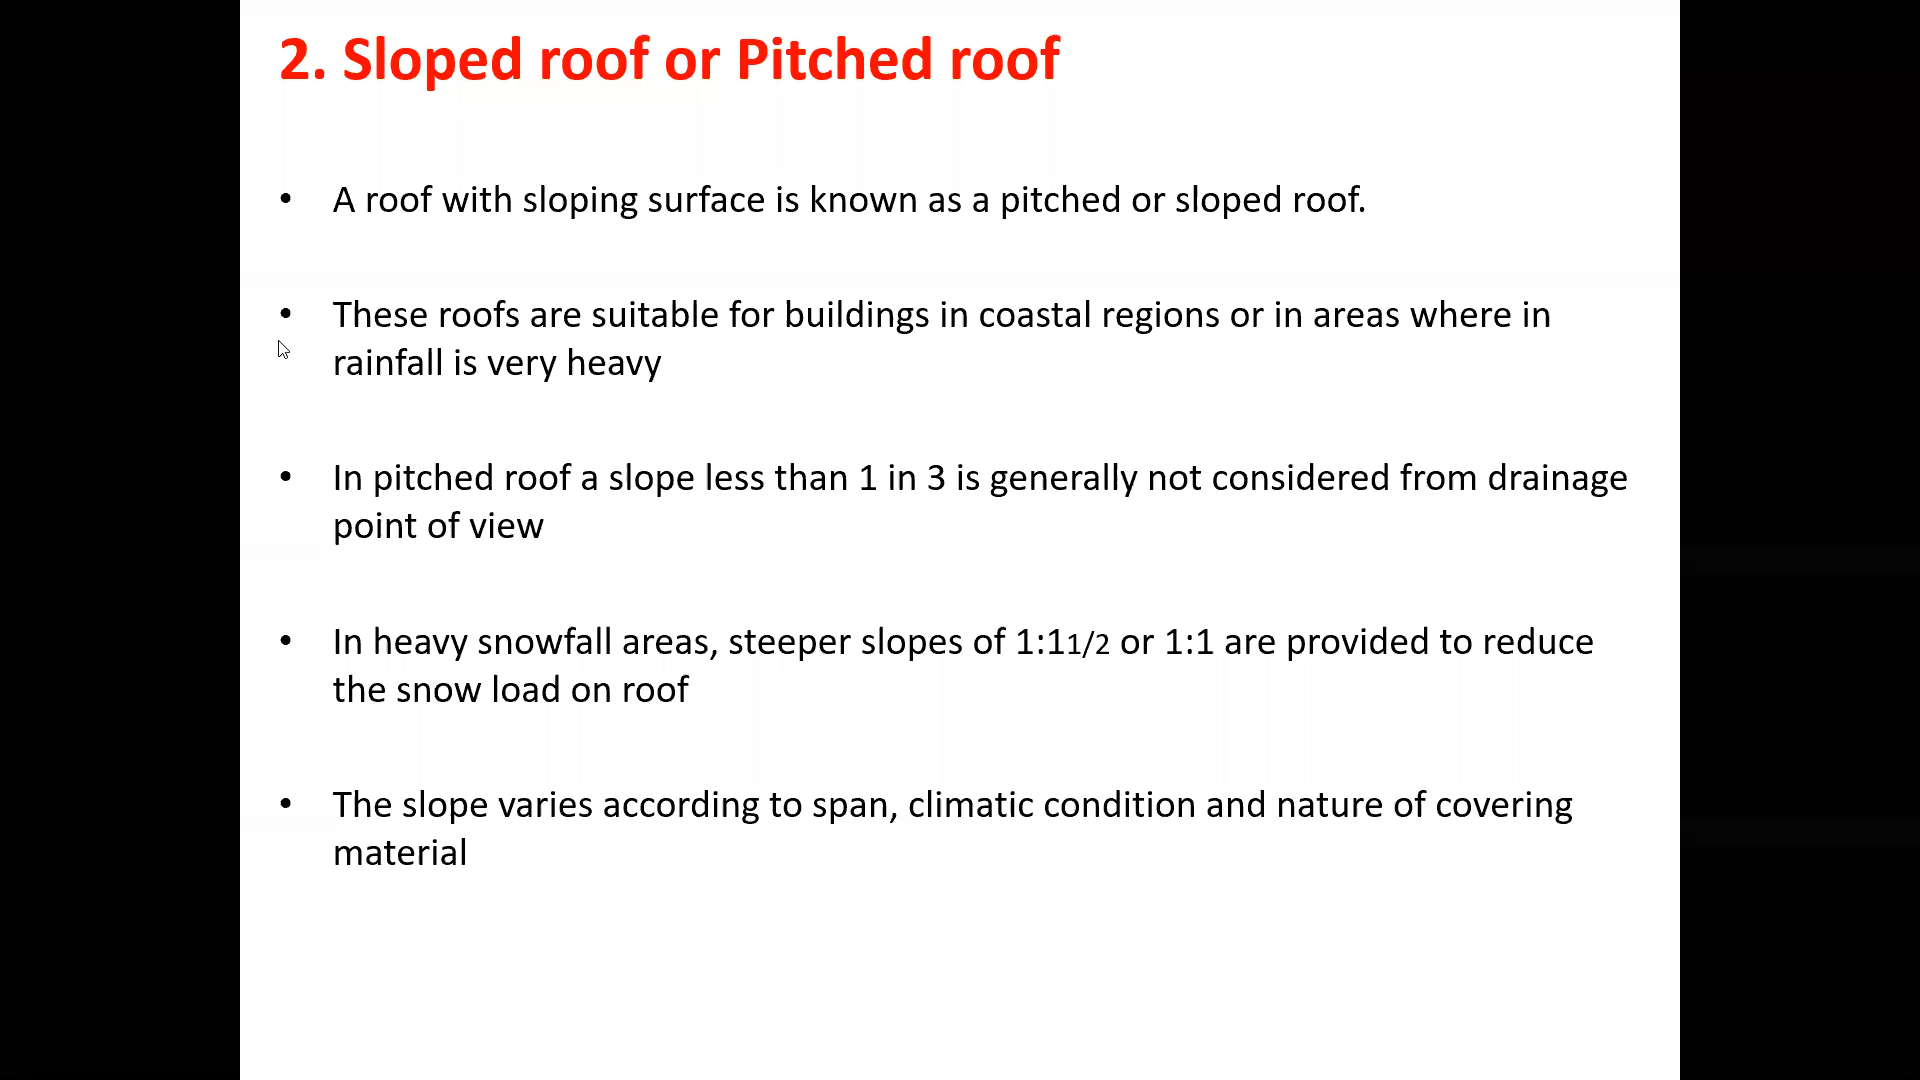 2. Sloped roof or Pitched roof
• A roof with sloping surface is known as a pitched or sloped roof.
• These roofs are suitable for buildings in coastal regions or in areas where in
rainfall is very heavy
• In pitched roof a slope less than 1 in 3 is generally not considered from drainage
point of view
• In heavy snowfall areas, steeper slopes of 1:11/2 or 1:1 are provided to reduce
the snow load on roof
• The slope varies according to span, climatic condition and nature of covering
material